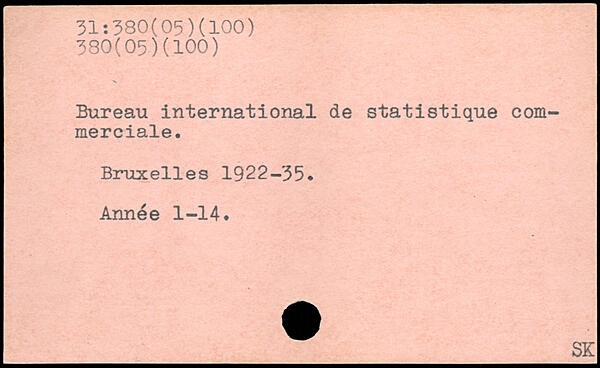 31:380(05)(100)
380(05)(100)
Bureau international de statistique com-
merciale.
Bruxelles 1922-35.
Année 1-14.
SK